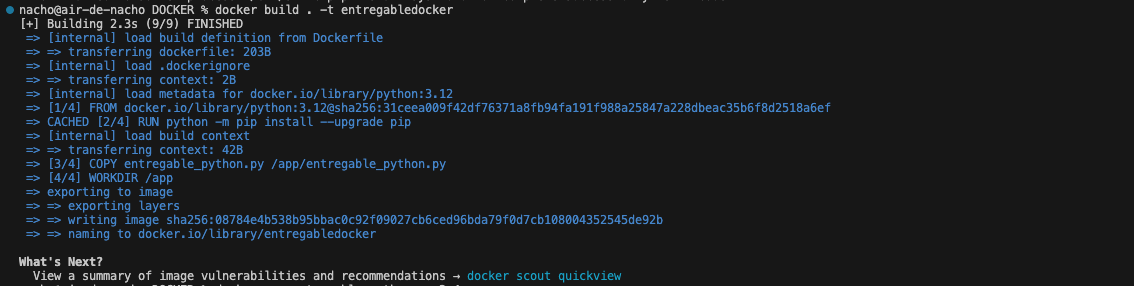 nacho@air-de-nacho DOCKER % docker build . -t entregabledocker
[+] Building 2.3s (9/9) FINISHED
=> [internal] load build definition from Dockerfile
=> => transferring dockerfile: 203B
=> [internal] load .dockerignore
=> => transferring context: 2B
=> [internal] load metadata for docker.io/library/python:3.12
=> [1/4] FROM docker.io/library/python:3.12@sha256:31ceea009f42df76371a8fb94fa191f988a25847a228dbeac35b6f8d2518a6ef
=> CACHED [2/4] RUN python -m pip install --upgrade pip
=> [internal] load build context
=> => transferring context: 42B
=> [3/4] COPY entregable_python.py /app/entregable_python.py
=> [4/4] WORKDIR /app
=> exporting to image
=> => exporting layers
=> => writing image sha256:08784e4b538b95bbac0c92f09027cb6ced96bda79f0d7cb108004352545de92b
=> => naming to docker.io/library/entregabledocker
What's Next?
View a summary of image vulnerabilities and recommendations → docker scout quickview